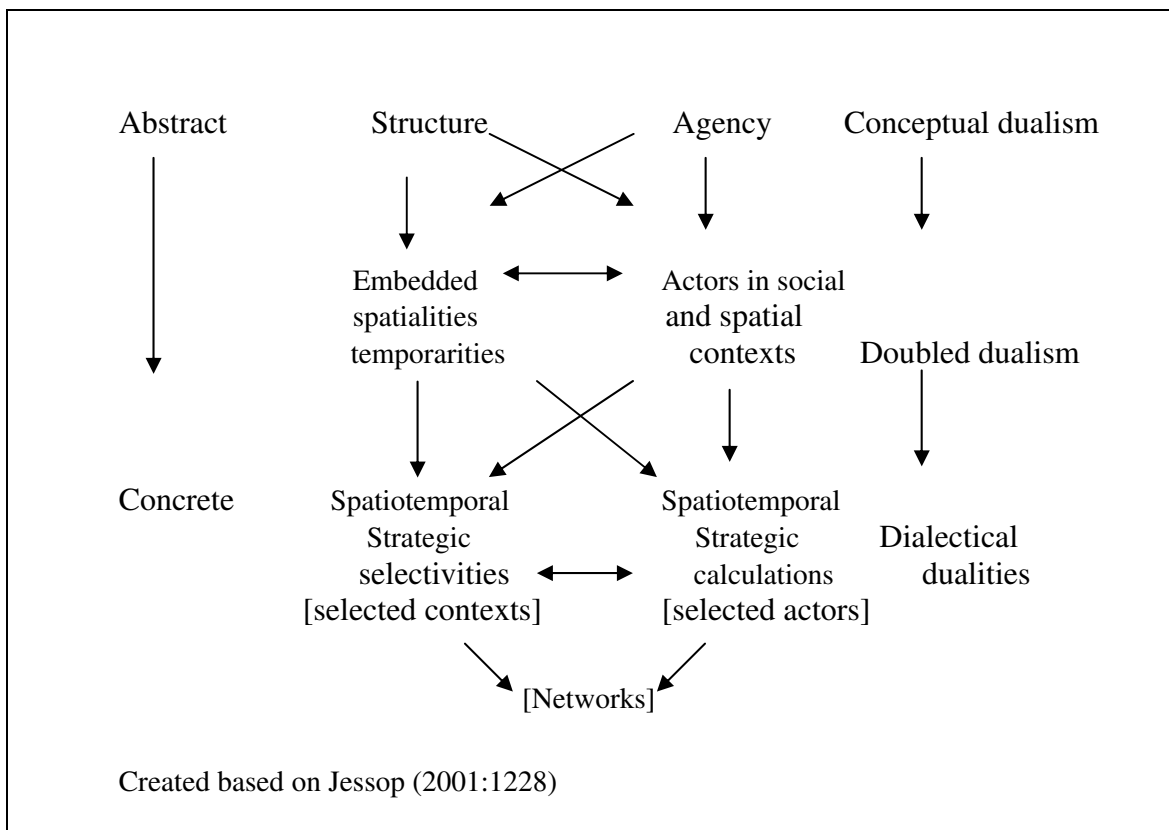 Abstract Structure Agency Conceptual dualism
Embedded
spatialities
temporarities
Actors in social
and spatial
contexts
Doubled dualism
Concrete
Spatiotemporal
Strategic
selectivities
[selected contexts]
Spatiotemporal
Strategic
calculations
[selected actors]
Dialectical
dualities
[Networks]
Created based on Jessop (2001:1228)